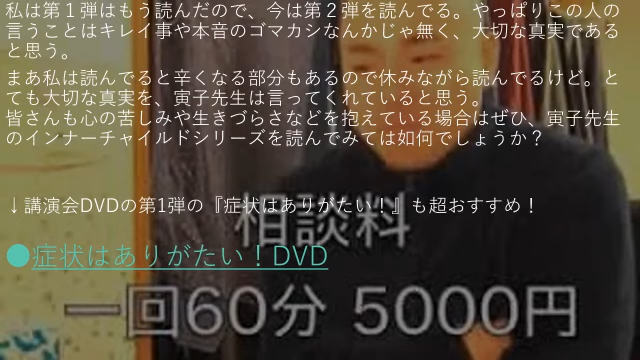 私は第１弾はもう読んだので、今は第２弾を読んでる。やっぱりこの人の
言うことはキレイ事や本音のゴマカシなんかじゃ無く、大切な真実である
と思う。
まあ私は読んでると辛くなる部分もあるので休みながら読んでるけど。と
ても大切な真実を、寅子先生は言ってくれていると思う。
皆さんも心の苦しみや生きづらさなどを抱えている場合はぜひ、寅子先生
のインナーチャイルドシリーズを読んでみては如何でしょうか？
↓講演会DVDの第1弾の『症状はありがたい！』も超おすすめ！
相談料
●症状はありがたい！DVD
一回60分 5000円